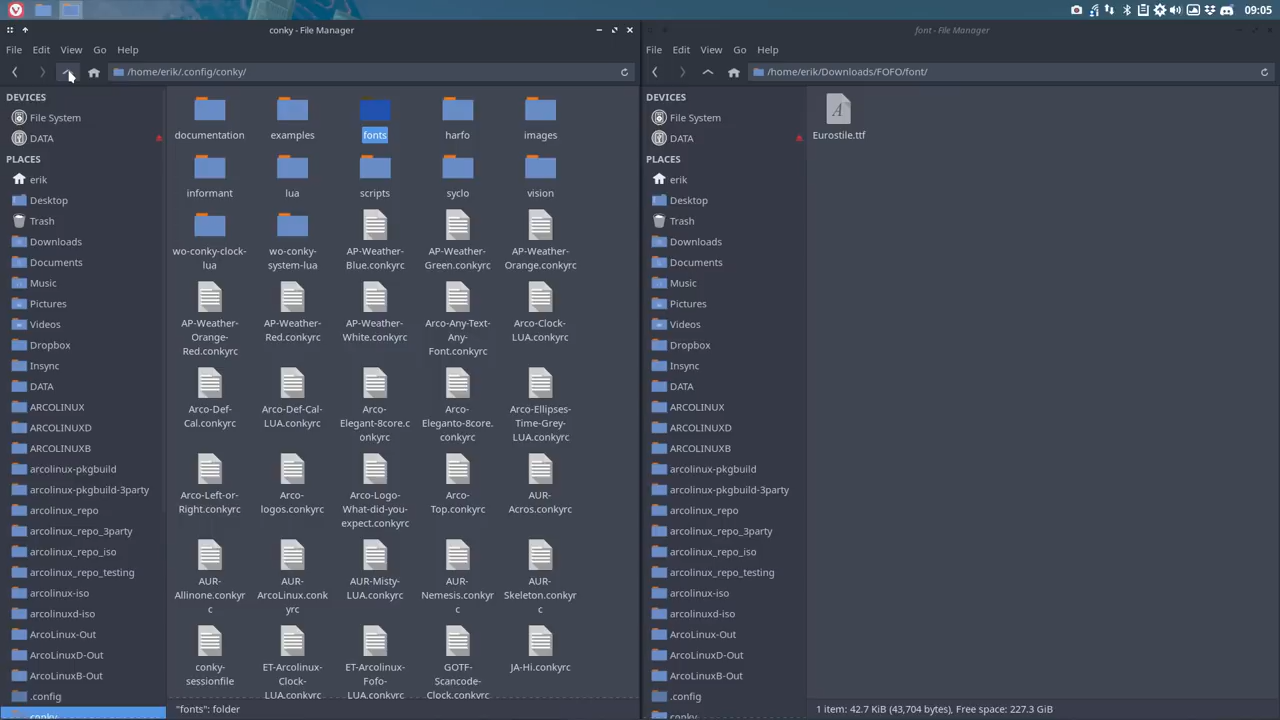 09:05
conky - File Manager
File Edit View Go Help
/home/erik/.config/conky/
DEVICES
File System
DATA
PLACES
erik
Desktop
Trash
Downloads
Documents
Music
Pictures
Videos
Dropbox
Insync
DATA
ARCOLINUX
ARCOLINUXD
ARCOLINUXB
arcolinux-pkgbuild
arcolinux-pkgbuild-3party
arcolinux_repo
arcolinux_repo_3party
arcolinux_repo_iso
arcolinux_repo_testing
arcolinux-iso
arcolinuxd-iso
ArcoLinux-Out
ArcoLinuxD-Out
ArcoLinuxB-Out
.config
conky
documentation
examples
fonts
harfo
images
informant
lua
scripts
syclo
vision
wo-conky-clock-
lua
wo-conky-
system-lua
AP-Weather-
Blue.conkyrc
AP-Weather-
Green.conkyrc
AP-Weather-
Orange.conkyrc
AP-Weather-
Orange-
Red.conkyrc
AP-Weather-
Red.conkyrc
AP-Weather-
White.conkyrc
Arco-Any-Text-
Any-
Font.conkyrc
Arco-Clock-
LUA.conkyrc
Arco-Def-
Cal.conkyrc
Arco-Def-Cal-
LUA.conkyrc
Arco-
Elegant-8core.c
onkyrc
Arco-
Eleganto-8core.
conkyrc
Arco-Ellipses-
Time-Grey-
LUA.conkyrc
Arco-Left-or-
Right.conkyrc
Arco-
logos.conkyrc
Arco-Logo-
What-did-you-
expect.conkyrc
Arco-
Top.conkyrc
AUR-
Acros.conkyrc
AUR-
Allinone.conkyr
c
AUR-
ArcoLinux.conk
yrc
AUR-Misty-
LUA.conkyrc
AUR-
Nemesis.conkyr
c
AUR-
Skeleton.conkyr
c
conky-
sessionfile
ET-Arcolinux-
Clock-
LUA.conkyrc
ET-Arcolinux-
Fofo-
LUA.conkyrc
GOTF-
Scancode-
Clock.conkyrc
JA-Hi.conkyrc
"fonts": folder
font - File Manager
File Edit View Go Help
/home/erik/Downloads/FOFO/font/
DEVICES
File System
DATA
PLACES
erik
Desktop
Trash
Downloads
Documents
Music
Pictures
Videos
Dropbox
Insync
DATA
ARCOLINUX
ARCOLINUXD
ARCOLINUXB
arcolinux-pkgbuild
arcolinux-pkgbuild-3party
arcolinux_repo
arcolinux_repo_3party
arcolinux_repo_iso
arcolinux_repo_testing
arcolinux-iso
arcolinuxd-iso
ArcoLinux-Out
ArcoLinuxD-Out
ArcoLinuxB-Out
.config
conky
A
Eurostile.ttf
1 item: 42.7 KiB (43,704 bytes), Free space: 227.3 GiB